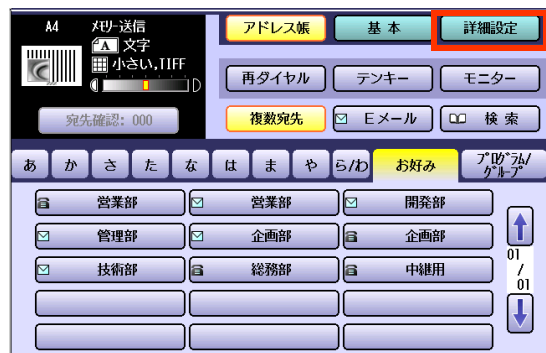 A4 ﾒﾓﾘｰ送信
A 文字
小さい,TIFF
L D
宛先確認: 000
アドレス帳 基本 詳細設定
再ダイヤル テンキー モニター
複数宛先 Eメール 検索
あ か さ た な は ま や ら/わ お好み ﾌﾟﾛｸﾞﾗﾑ/
ｸﾞﾙｰﾌﾟ
営業部 営業部 開発部
管理部 企画部 企画部
技術部 総務部 中継用
01
/
01